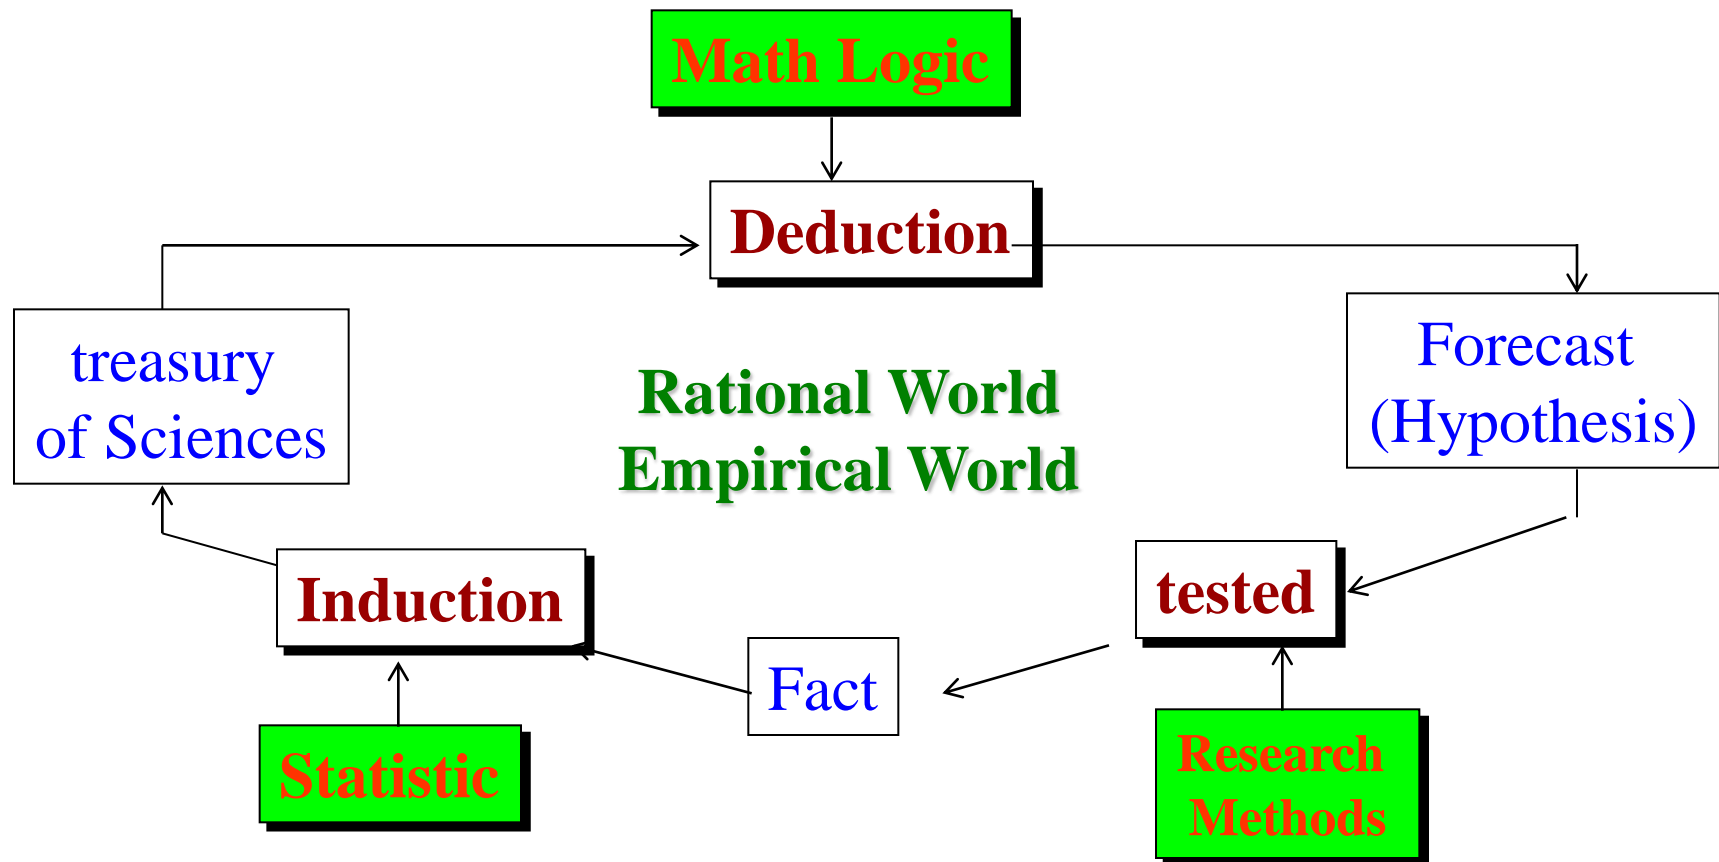 Math Logic
Deduction
treasury
of Sciences
Rational World
Empirical World
Forecast
(Hypothesis)
Induction
tested
Fact
Statistic
Research
Methods